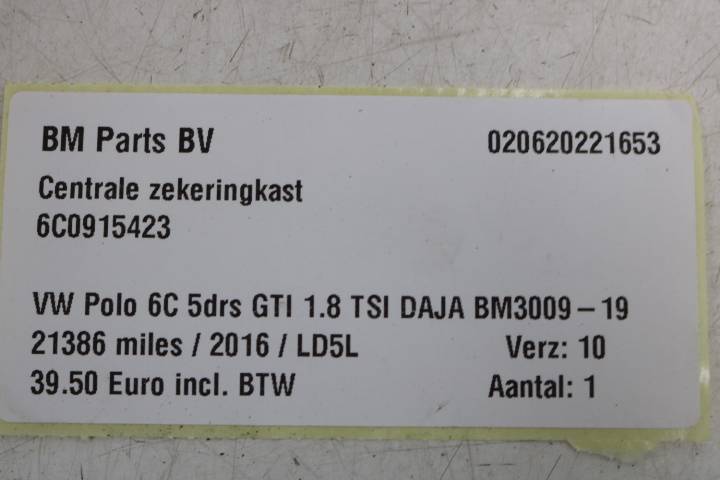 BM Parts BV 020620221653
Centrale zekeringkast
6C0915423
VW Polo 6C 5drs GTI 1.8 TSI DAJA BM3009 – 19
21386 miles / 2016 / LD5L Verz: 10
39.50 Euro incl. BTW Aantal: 1